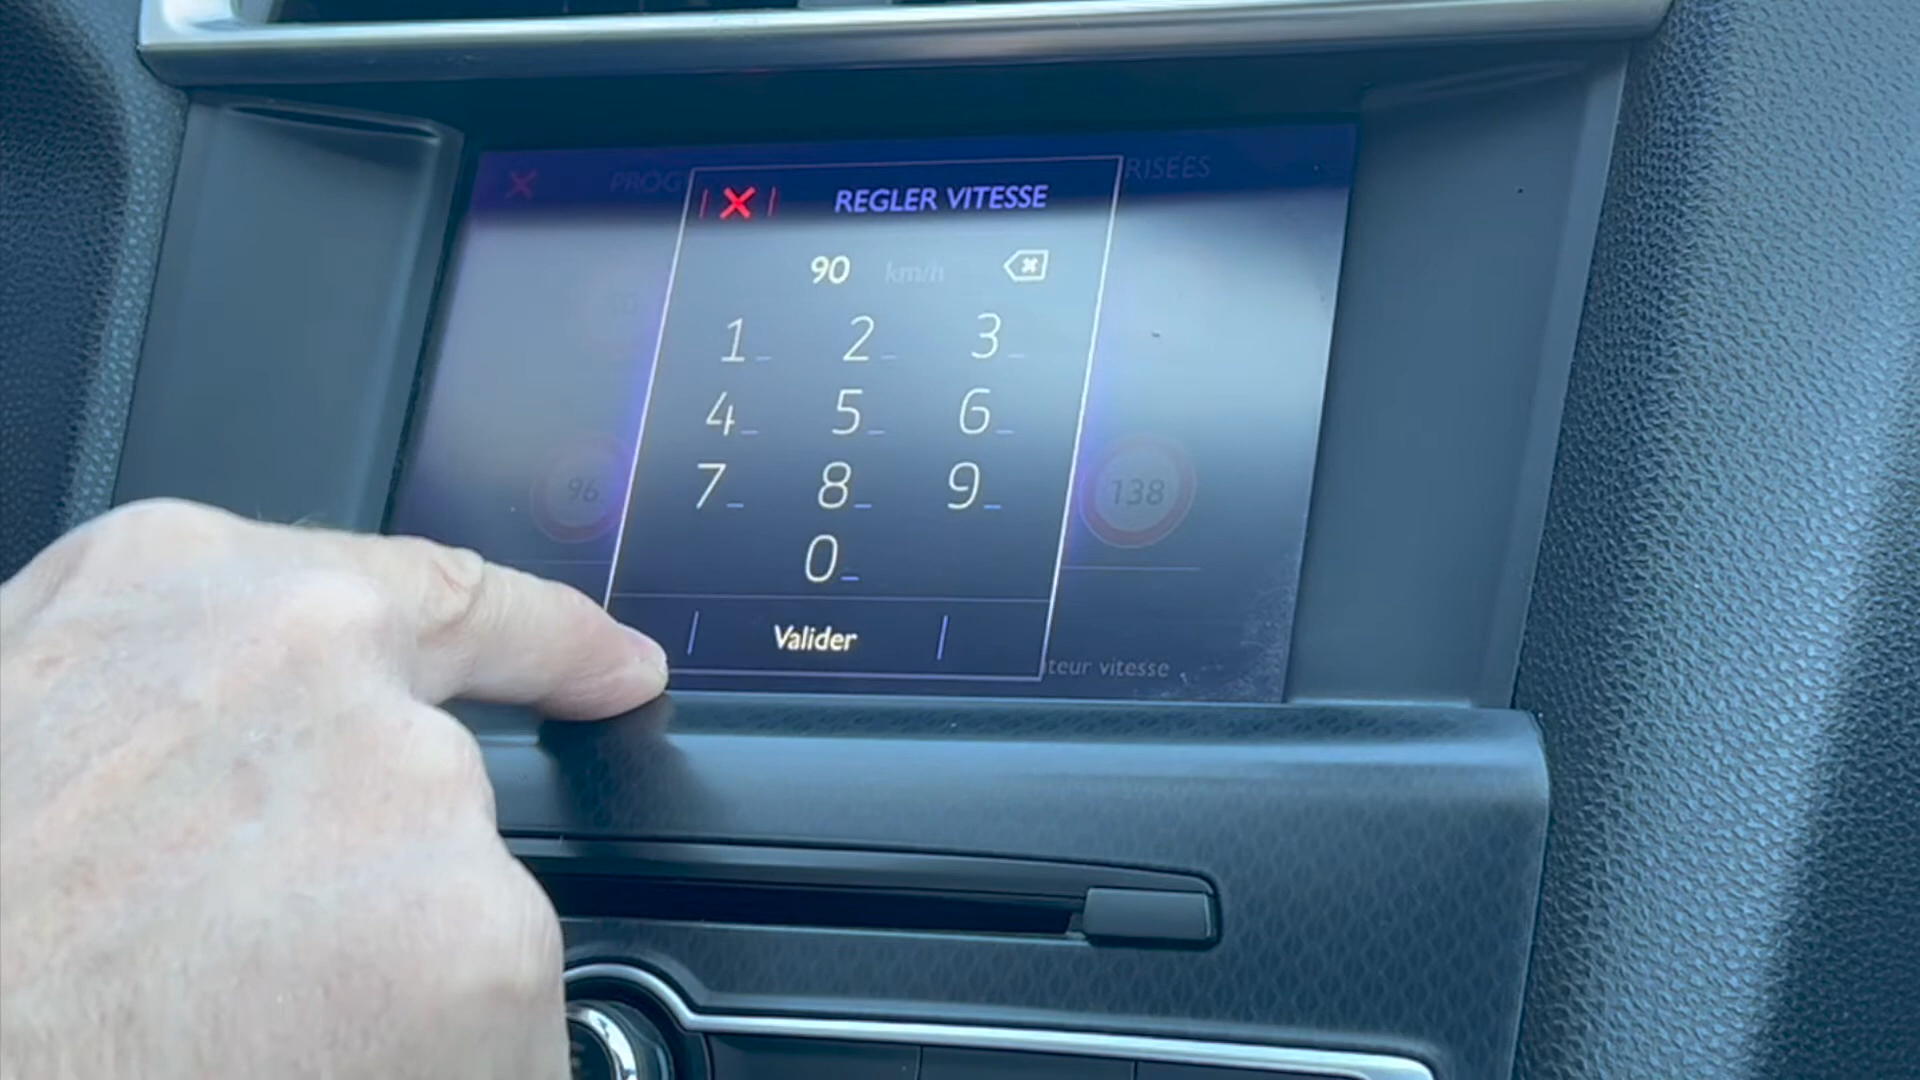 PROG RISEES
REGLER VITESSE
90 km/h
1 2 3
4 5 6
7 8 9
0
96 138
Valider
teur vitesse